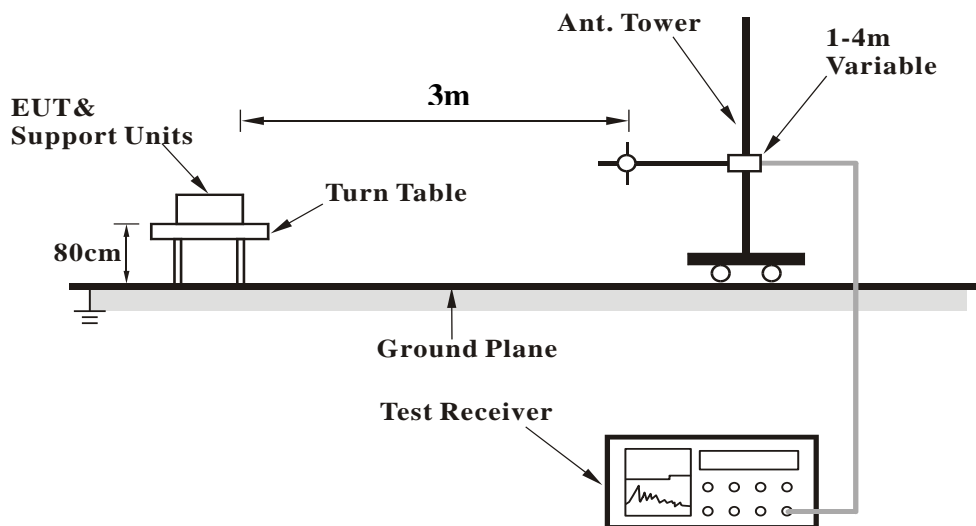 Ant. Tower
1-4m
Variable
3m
EUT&
Support Units
Turn Table
80cm
Ground Plane
Test Receiver